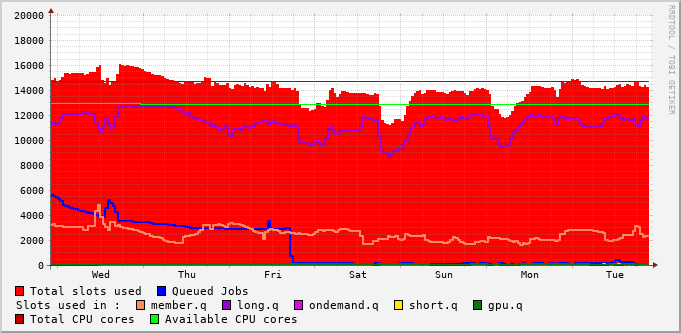 20000
18000
16000
14000
12000
10000
8000
6000
4000
2000
0
Wed Thu Fri Sat Sun Mon Tue
Total slots used Queued Jobs
Slots used in : member.q long.q ondemand.q short.q gpu.q
Total CPU cores Available CPU cores
RRDTOOL / TOBI OETIKER